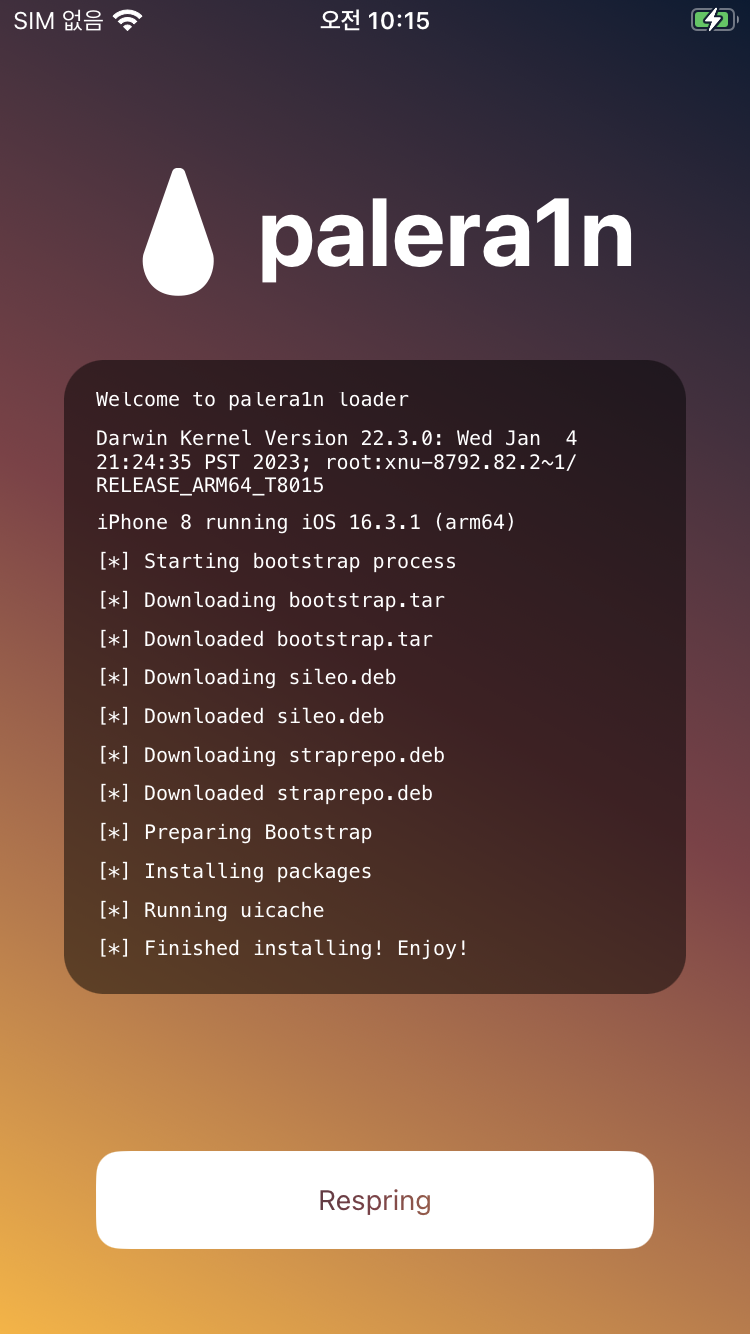 SIM 없음 오전 10:15
palera1n
Welcome to palera1n loader
Darwin Kernel Version 22.3.0: Wed Jan  4
21:24:35 PST 2023; root:xnu-8792.82.2~1/
RELEASE_ARM64_T8015
iPhone 8 running iOS 16.3.1 (arm64)
[*] Starting bootstrap process
[*] Downloading bootstrap.tar
[*] Downloaded bootstrap.tar
[*] Downloading sileo.deb
[*] Downloaded sileo.deb
[*] Downloading straprepo.deb
[*] Downloaded straprepo.deb
[*] Preparing Bootstrap
[*] Installing packages
[*] Running uicache
[*] Finished installing! Enjoy!
Respring